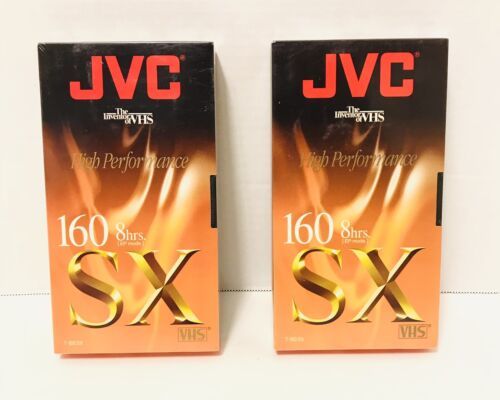 JVC
The
Inventor
of VHS
High Performance
160 8hrs.
[EP mode]
SX
VHS
JVC
The
Inventor
of VHS
High Performance
160 8hrs.
[EP mode]
SX
VHS